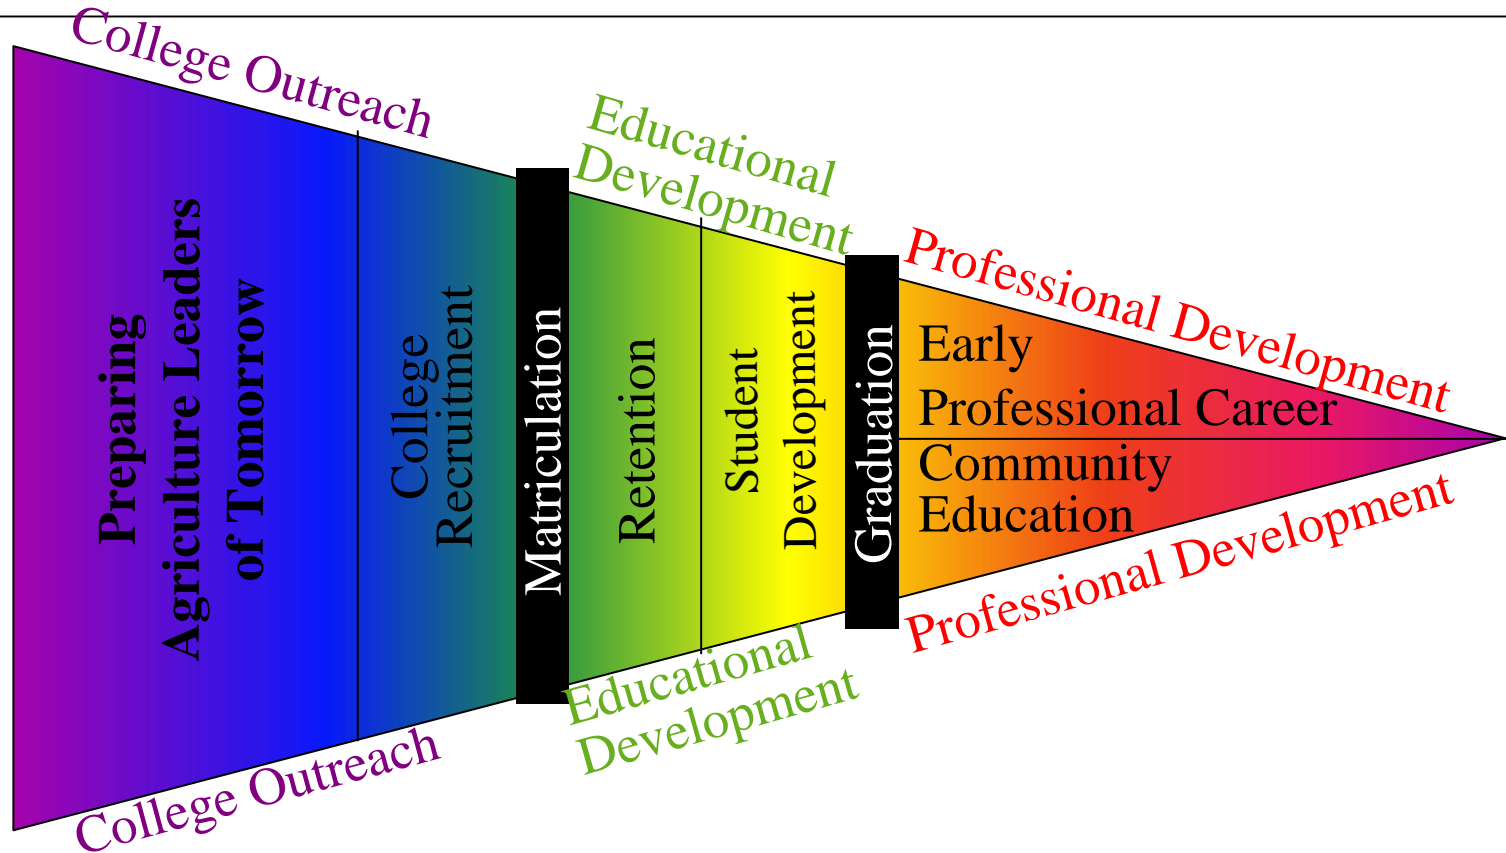 College Outreach
Educational
Development
Professional Development
Preparing
Agriculture Leaders
of Tomorrow
College
Recruitment
Matriculation
Retention
Student
Development
Graduation
Early
Professional Career
Community
Education
College Outreach
Educational
Development
Professional Development